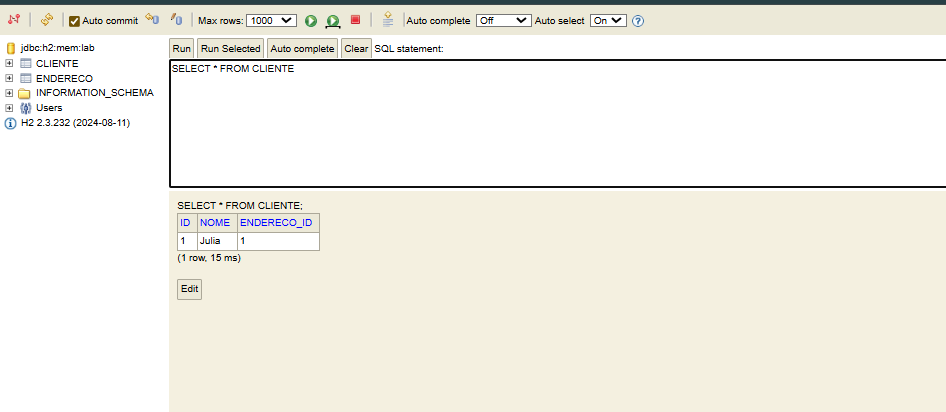 Auto commit Max rows: 1000 Auto complete Off Auto select On
jdbc:h2:mem:lab
CLIENTE
ENDERECO
INFORMATION_SCHEMA
Users
H2 2.3.232 (2024-08-11)
Run Run Selected Auto complete Clear SQL statement:
SELECT * FROM CLIENTE
SELECT * FROM CLIENTE;
ID NOME ENDERECO_ID
1 Julia 1
(1 row, 15 ms)
Edit